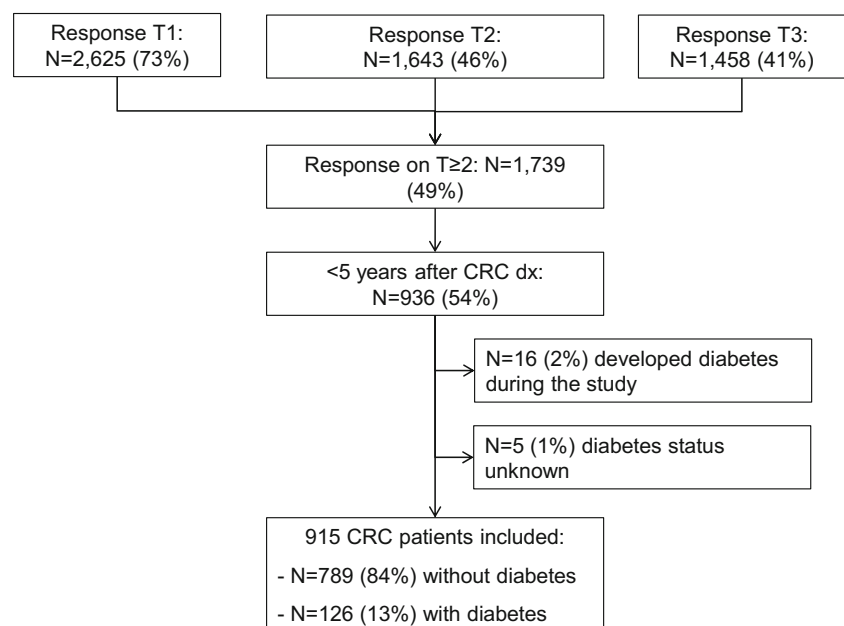 Response T1:
N=2,625 (73%)
Response T2:
N=1,643 (46%)
Response T3:
N=1,458 (41%)
Response on T≥2: N=1,739
(49%)
<5 years after CRC dx:
N=936 (54%)
N=16 (2%) developed diabetes
during the study
N=5 (1%) diabetes status
unknown
915 CRC patients included:
- N=789 (84%) without diabetes
- N=126 (13%) with diabetes